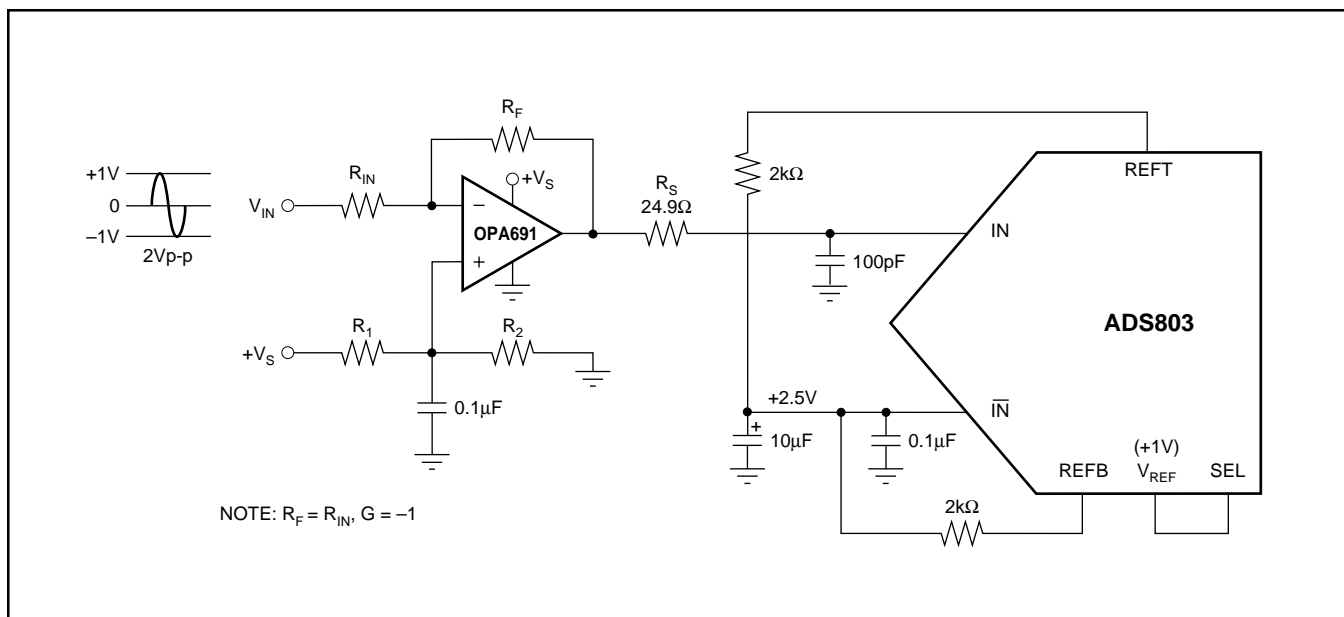 R_F
+1V
0
–1V
2Vp-p
V_IN
R_IN
+V_S
–
OPA691
+
R_S
24.9Ω
2kΩ
REFT
IN
100pF
ADS803
+V_S
R_1
R_2
0.1µF
+2.5V
+
10µF
0.1µF
I̅N̅
(+1V)
REFB
V_REF
SEL
2kΩ
NOTE: R_F = R_IN, G = –1